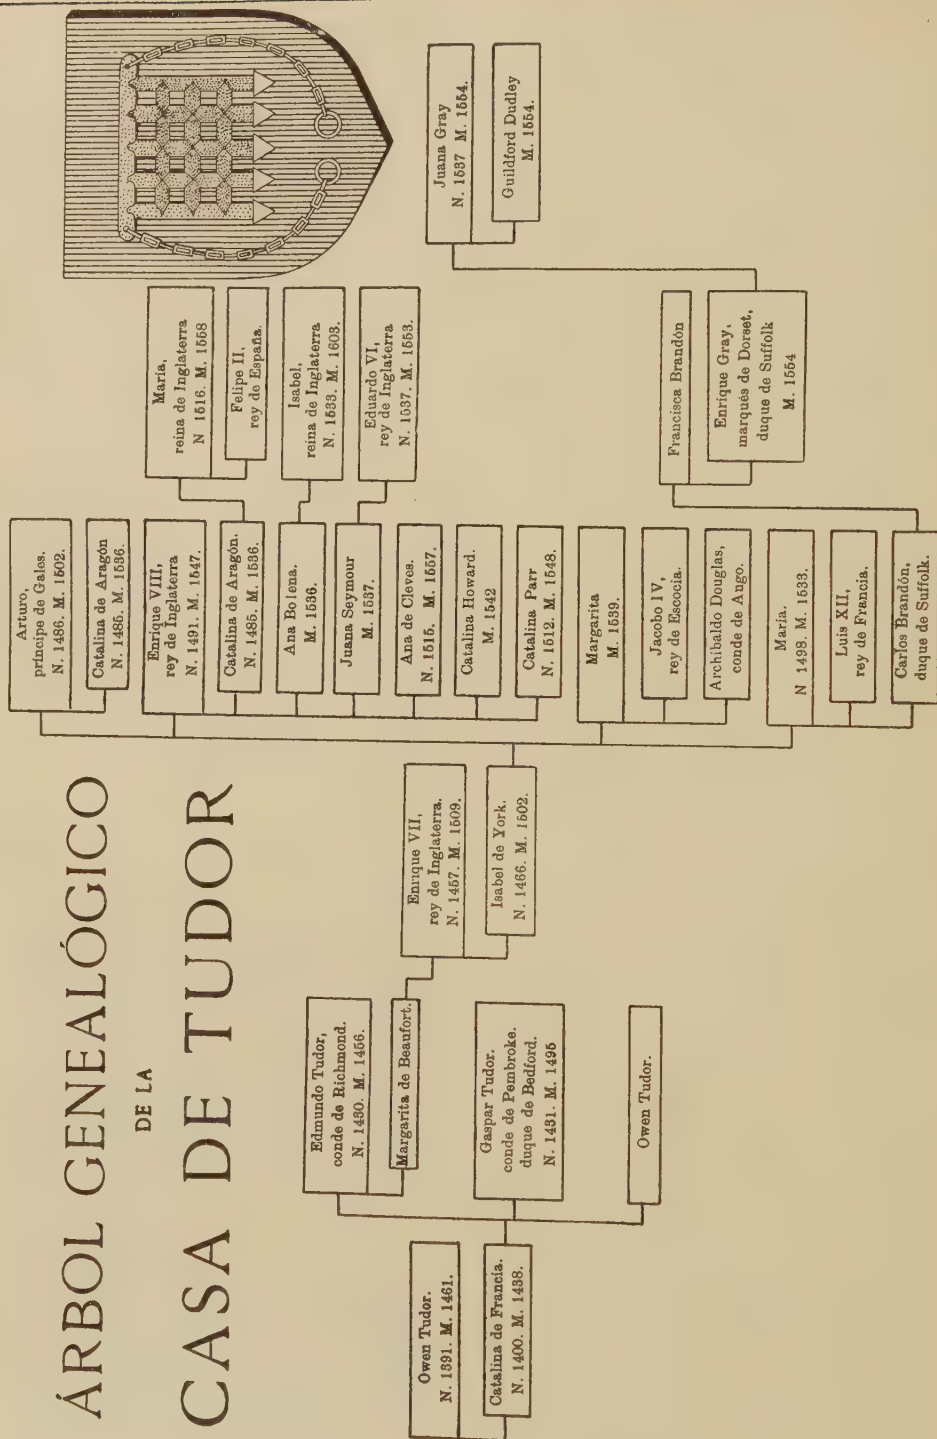 ÁRBOL GENEALÓGICO
DE LA
CASA DE TUDOR
Owen Tudor.
N. 1391. M. 1461.
Catalina de Francia.
N. 1400. M. 1438.
Edmundo Tudor,
conde de Richmond.
N. 1430. M. 1456.
Margarita de Beaufort.
Gaspar Tudor.
conde de Pembroke.
duque de Bedford.
N. 1431. M. 1495
Owen Tudor.
Enrique VII,
rey de Inglaterra.
N. 1457. M. 1509.
Isabel de York.
N. 1466. M. 1502.
Arturo,
príncipe de Gales.
N. 1486. M. 1502.
Catalina de Aragón
N. 1485. M. 1536.
Enrique VIII,
rey de Inglaterra
N. 1491. M. 1547.
Catalina de Aragón.
N. 1485. M. 1536.
Ana Bolena.
M. 1536.
Juana Seymour
M. 1537.
Ana de Cleves.
N. 1515. M. 1557.
Catalina Howard.
M. 1542
Catalina Parr
N. 1512. M. 1548.
Margarita
M. 1539.
Jacobo IV,
rey de Escocia.
Archibaldo Douglas,
conde de Ango.
María.
N 1498. M. 1533.
Luis XII,
rey de Francia.
Carlos Brandón,
duque de Suffolk.
María,
reina de Inglaterra
N 1516. M. 1558
Felipe II,
rey de España.
Isabel,
reina de Inglaterra
N. 1533. M. 1603.
Eduardo VI,
rey de Inglaterra
N. 1537. M. 1553.
Francisca Brandón
Enrique Gray,
marqués de Dorset,
duque de Suffolk
M. 1554
Juana Gray
N. 1537 M. 1554.
Guildford Dudley
M. 1554.